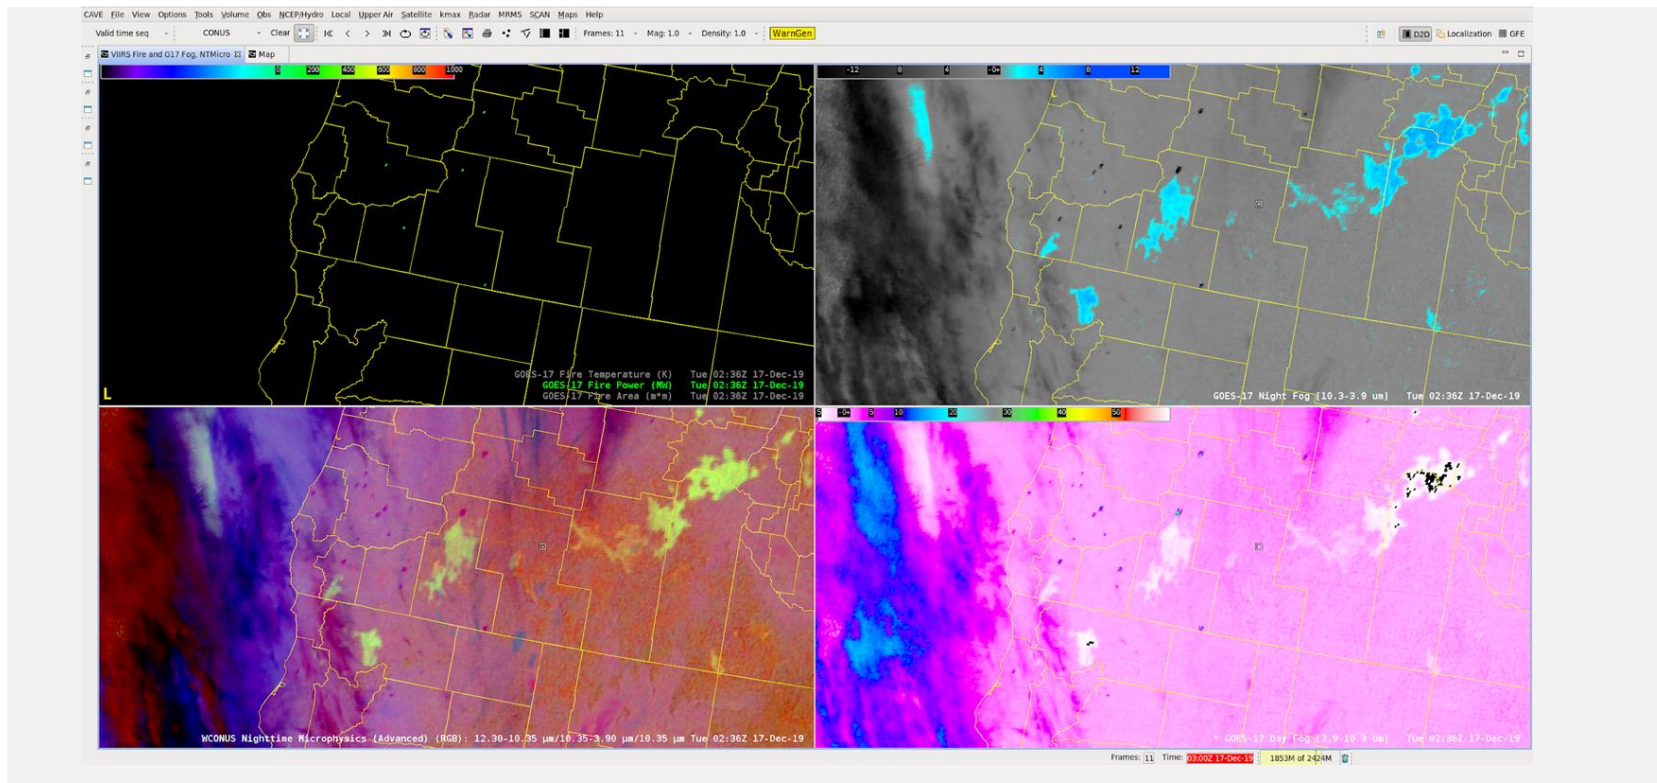 CAVE File View Options Tools Volume Obs NCEP/Hydro Local Upper Air Satellite kmax Radar MRMS SCAN Maps Help
Valid time seq CONUS Clear Frames: 11 Mag: 1.0 Density: 1.0 WarnGen D2D Localization GFE
VIIRS Fire and G17 Fog, NTMicro Map
0 200 400 600 800 1000
-12 8 4 -0+ 4 8 12
GOES-17 Fire Temperature (K) Tue 02:36Z 17-Dec-19
GOES-17 Fire Power (MW) Tue 02:36Z 17-Dec-19
GOES-17 Fire Area (m*m) Tue 02:36Z 17-Dec-19
L
GOES-17 Night Fog (10.3-3.9 um) Tue 02:36Z 17-Dec-19
5 -0+ 5 10 20 30 40 50
WCONUS Nighttime Microphysics (Advanced) (RGB): 12.30-10.35 µm/10.35-3.90 µm/10.35 µm Tue 02:36Z 17-Dec-19
* GOES-17 Day Fog (3.9-10.3 um) Tue 02:36Z 17-Dec-19
Frames: 11 Time: 03:00Z 17-Dec-19 1853M of 2424M